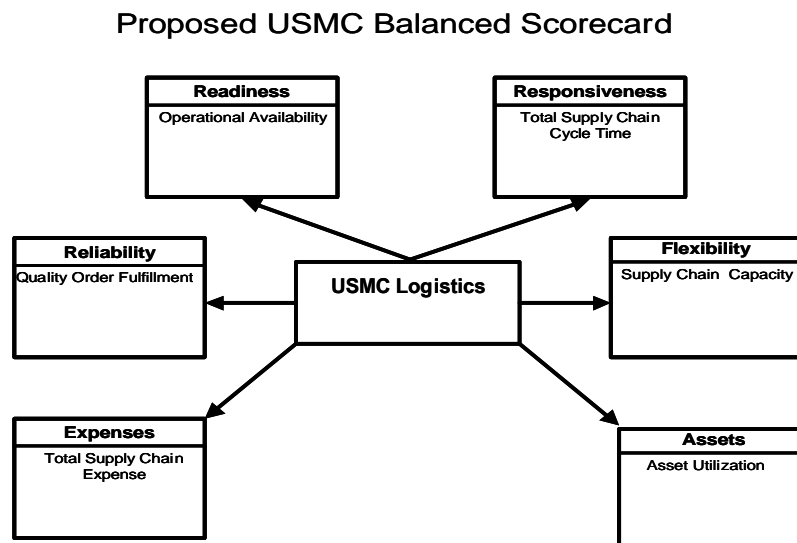 Proposed USMC Balanced Scorecard
Readiness
Operational Availability
Responsiveness
Total Supply Chain
Cycle Time
Reliability
Quality Order Fulfillment
USMC Logistics
Flexibility
Supply Chain Capacity
Expenses
Total Supply Chain
Expense
Assets
Asset Utilization